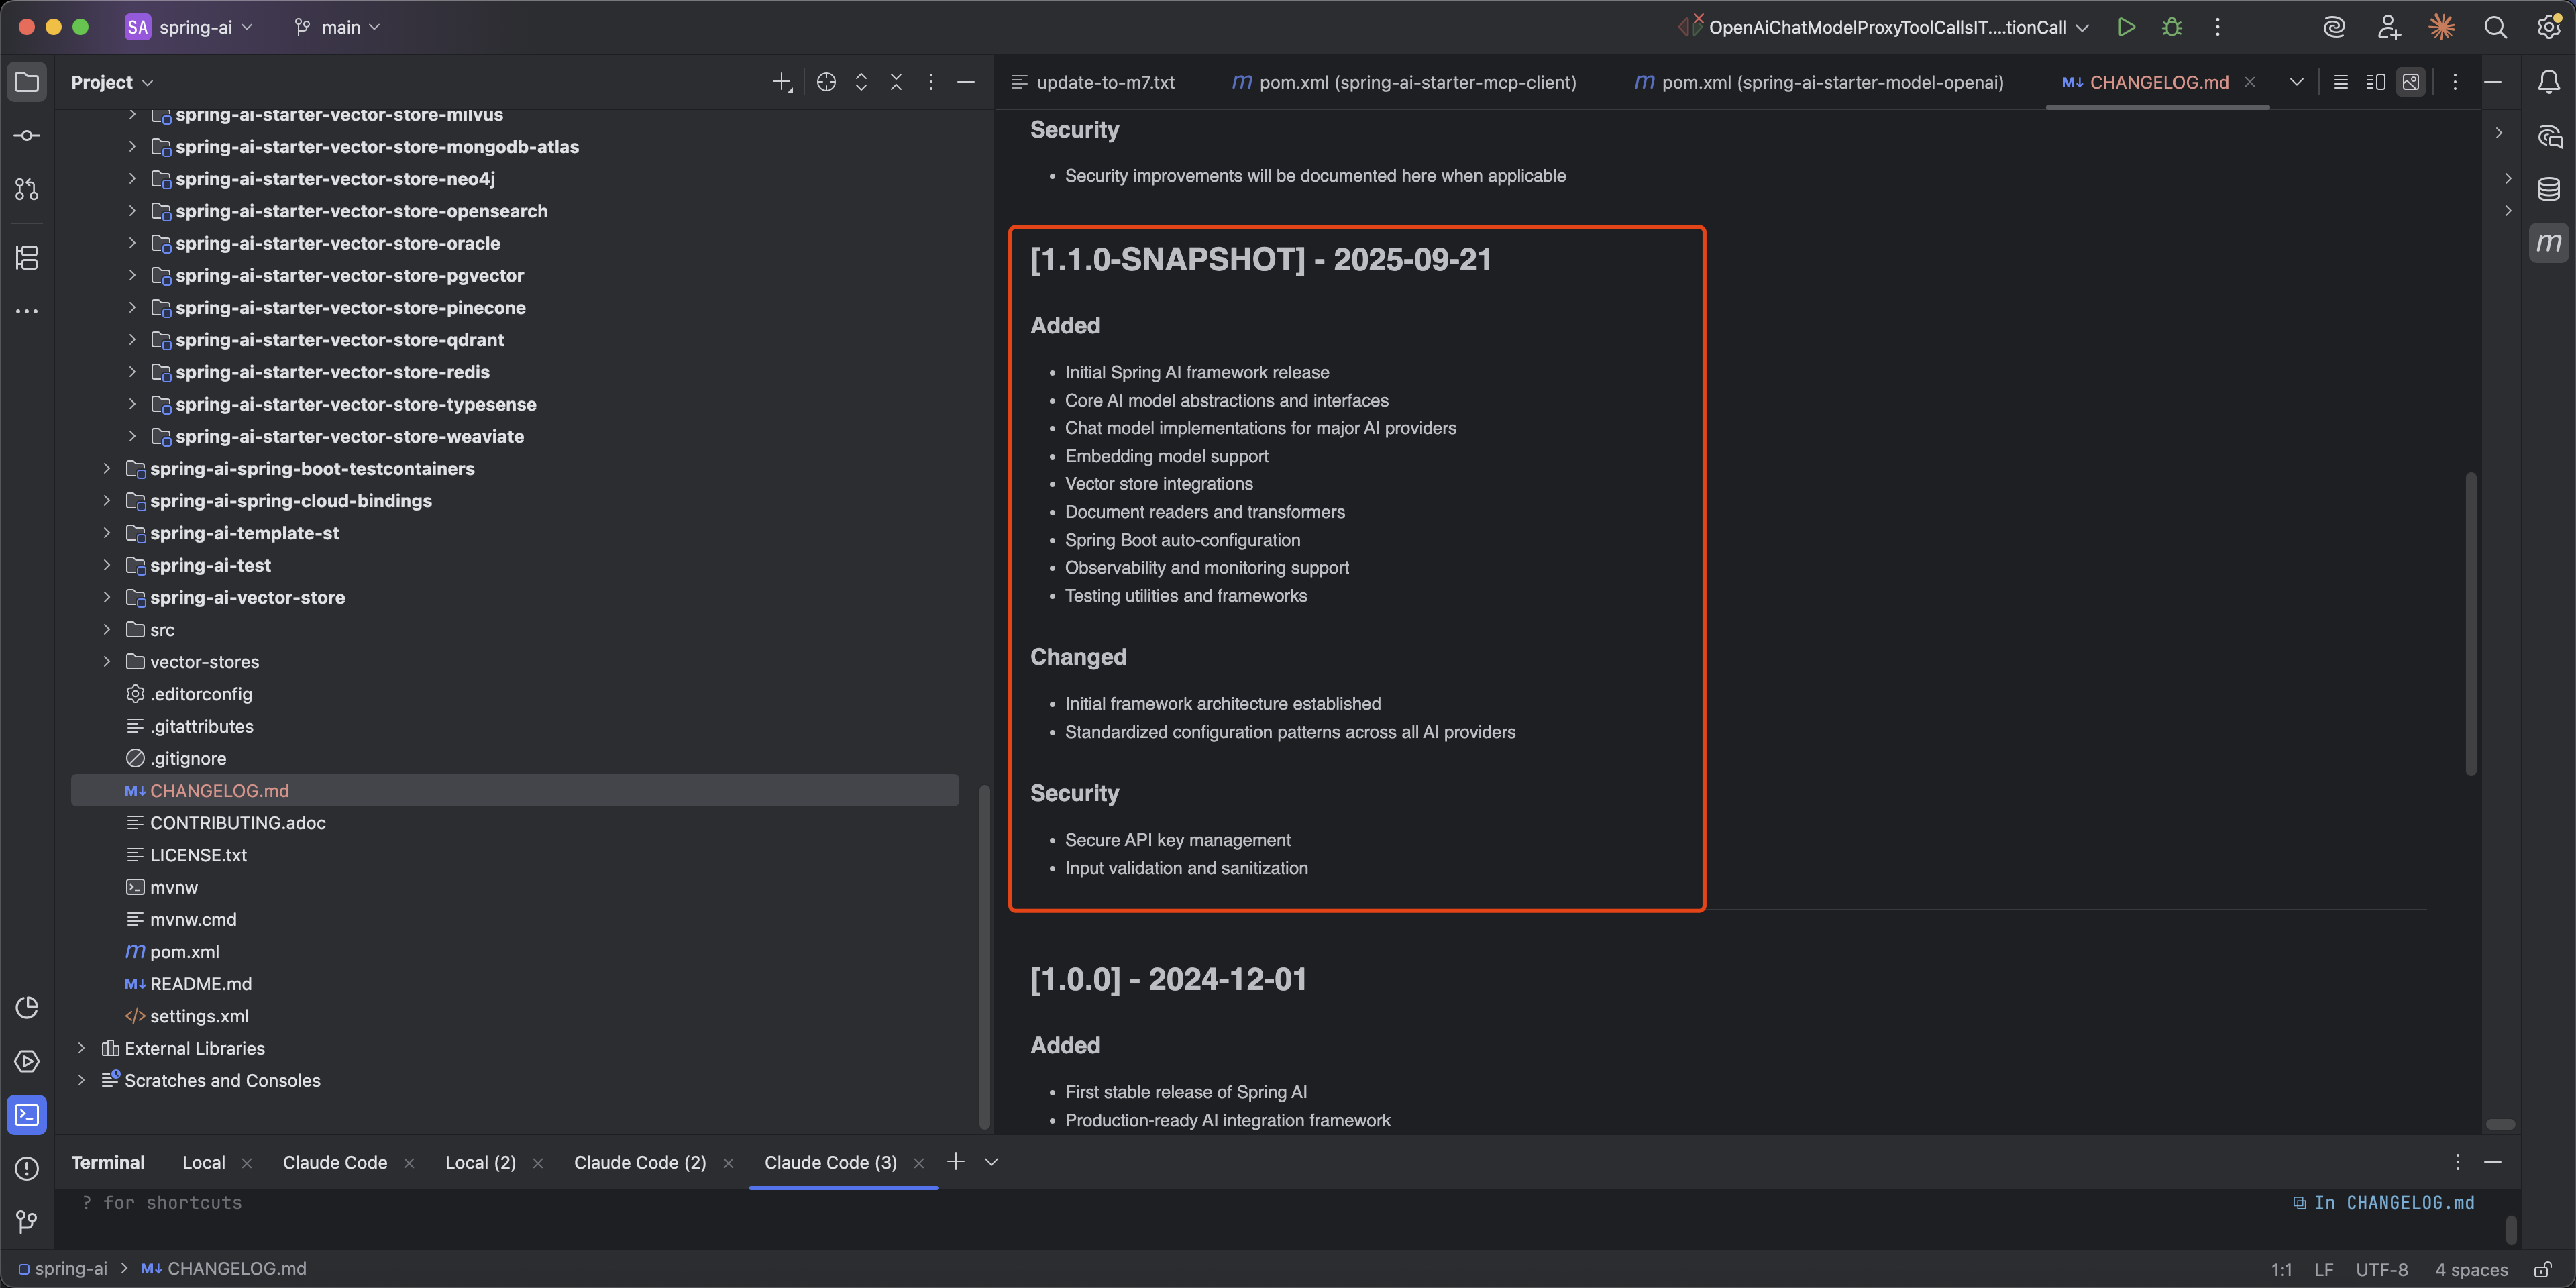 SA spring-ai
main
OpenAiChatModelProxyToolCallsIT....tionCall
Project
update-to-m7.txt
pom.xml (spring-ai-starter-mcp-client)
pom.xml (spring-ai-starter-model-openai)
CHANGELOG.md
spring-ai-starter-vector-store-milvus
spring-ai-starter-vector-store-mongodb-atlas
spring-ai-starter-vector-store-neo4j
spring-ai-starter-vector-store-opensearch
spring-ai-starter-vector-store-oracle
spring-ai-starter-vector-store-pgvector
spring-ai-starter-vector-store-pinecone
spring-ai-starter-vector-store-qdrant
spring-ai-starter-vector-store-redis
spring-ai-starter-vector-store-typesense
spring-ai-starter-vector-store-weaviate
spring-ai-spring-boot-testcontainers
spring-ai-spring-cloud-bindings
spring-ai-template-st
spring-ai-test
spring-ai-vector-store
src
vector-stores
.editorconfig
.gitattributes
.gitignore
CHANGELOG.md
CONTRIBUTING.adoc
LICENSE.txt
mvnw
mvnw.cmd
pom.xml
README.md
settings.xml
External Libraries
Scratches and Consoles
Security
• Security improvements will be documented here when applicable
[1.1.0-SNAPSHOT] - 2025-09-21
Added
• Initial Spring AI framework release
• Core AI model abstractions and interfaces
• Chat model implementations for major AI providers
• Embedding model support
• Vector store integrations
• Document readers and transformers
• Spring Boot auto-configuration
• Observability and monitoring support
• Testing utilities and frameworks
Changed
• Initial framework architecture established
• Standardized configuration patterns across all AI providers
Security
• Secure API key management
• Input validation and sanitization
[1.0.0] - 2024-12-01
Added
• First stable release of Spring AI
• Production-ready AI integration framework
Terminal
Local
Claude Code
Local (2)
Claude Code (2)
Claude Code (3)
? for shortcuts
In CHANGELOG.md
spring-ai > M↓ CHANGELOG.md
1:1 LF UTF-8 4 spaces